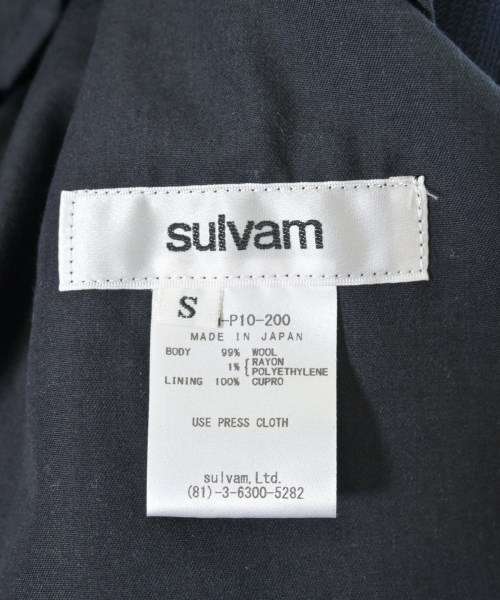 sulvam
S
-P10-200
MADE IN JAPAN
BODY 99% WOOL
1% { RAYON
POLYETHYLENE
LINING 100% CUPRO
USE PRESS CLOTH
sulvam,Ltd.
(81)-3-6300-5282